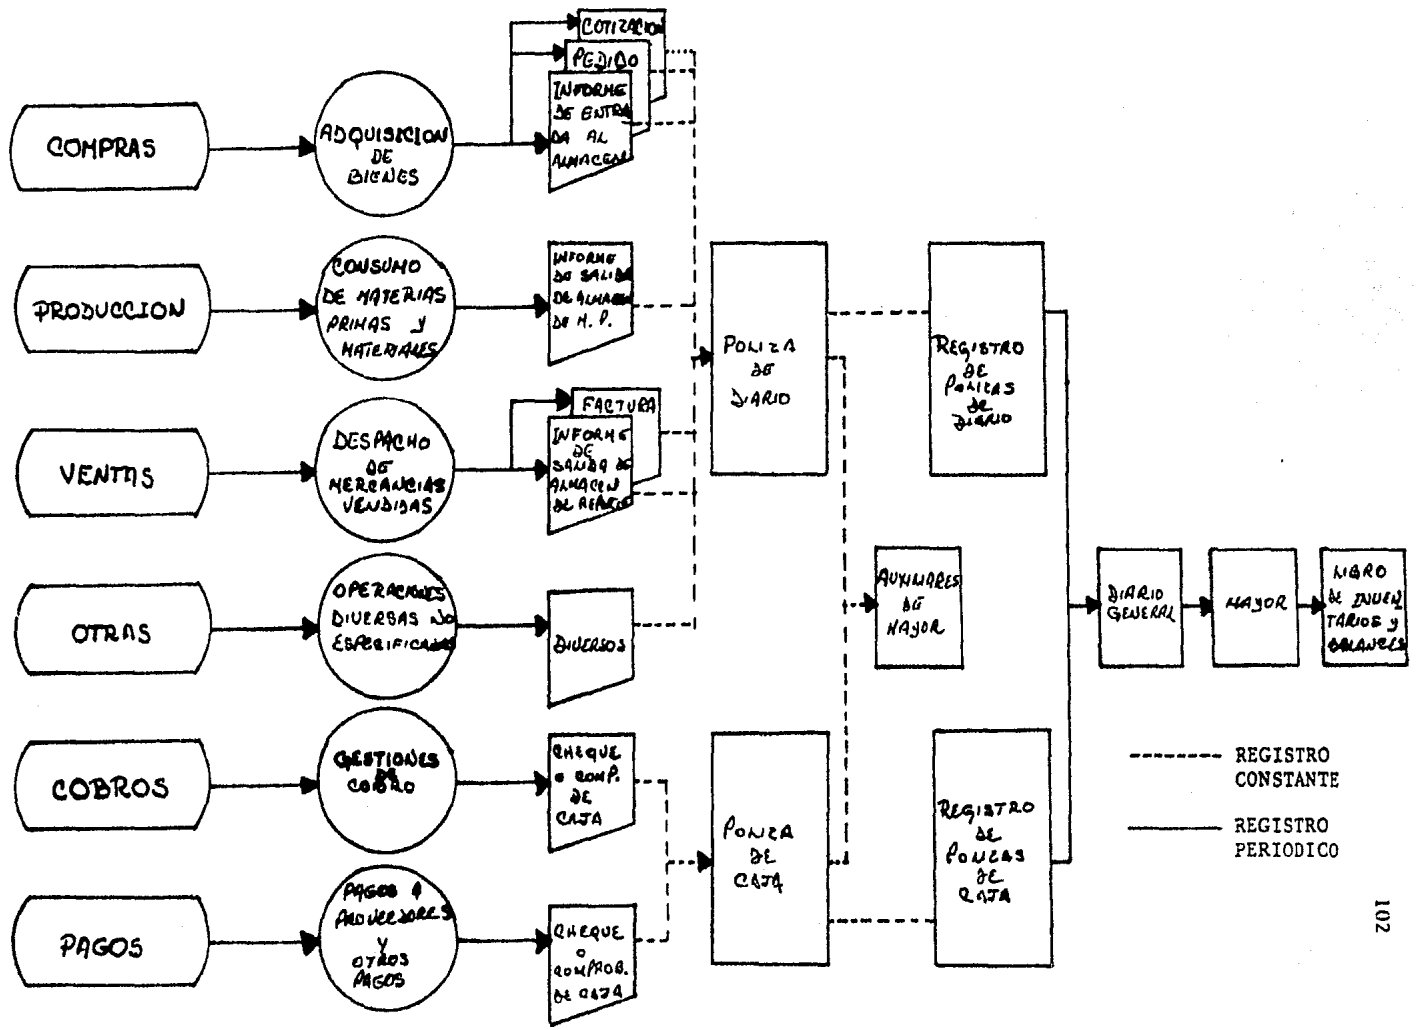 COTIZACION
PEDIDO
INFORME
DE ENTRA
DA AL
ALMACEN
COMPRAS
ADQUISICION
DE
BIENES
PRODUCCION
CONSUMO
DE MATERIAS
PRIMAS Y
MATERIALES
INFORME
DE SALIDA
DE ALMACEN
DE M. P.
POLIZA
DE
DIARIO
REGISTRO
DE
POLIZAS
DE
DIARIO
VENTAS
DESPACHO
DE
MERCANCIAS
VENDIDAS
FACTURA
INFORME
DE
SALIDA DE
ALMACEN
OTRAS
OPERACIONES
DIVERSAS NO
ESPECIFICADAS
DIVERSOS
AUXILIARES
DE
MAYOR
DIARIO
GENERAL
MAYOR
LIBRO
DE INVEN
TARIOS Y
BALANCES
COBROS
GESTIONES
DE
COBRO
CHEQUE
O COMP.
DE
CAJA
POLIZA
DE
CAJA
REGISTRO
DE
POLIZAS
DE
CAJA
REGISTRO
CONSTANTE
REGISTRO
PERIODICO
PAGOS
PAGOS A
PROVEEDORES
Y
OTROS
PAGOS
CHEQUE
O
COMPROB.
DE CAJA
102